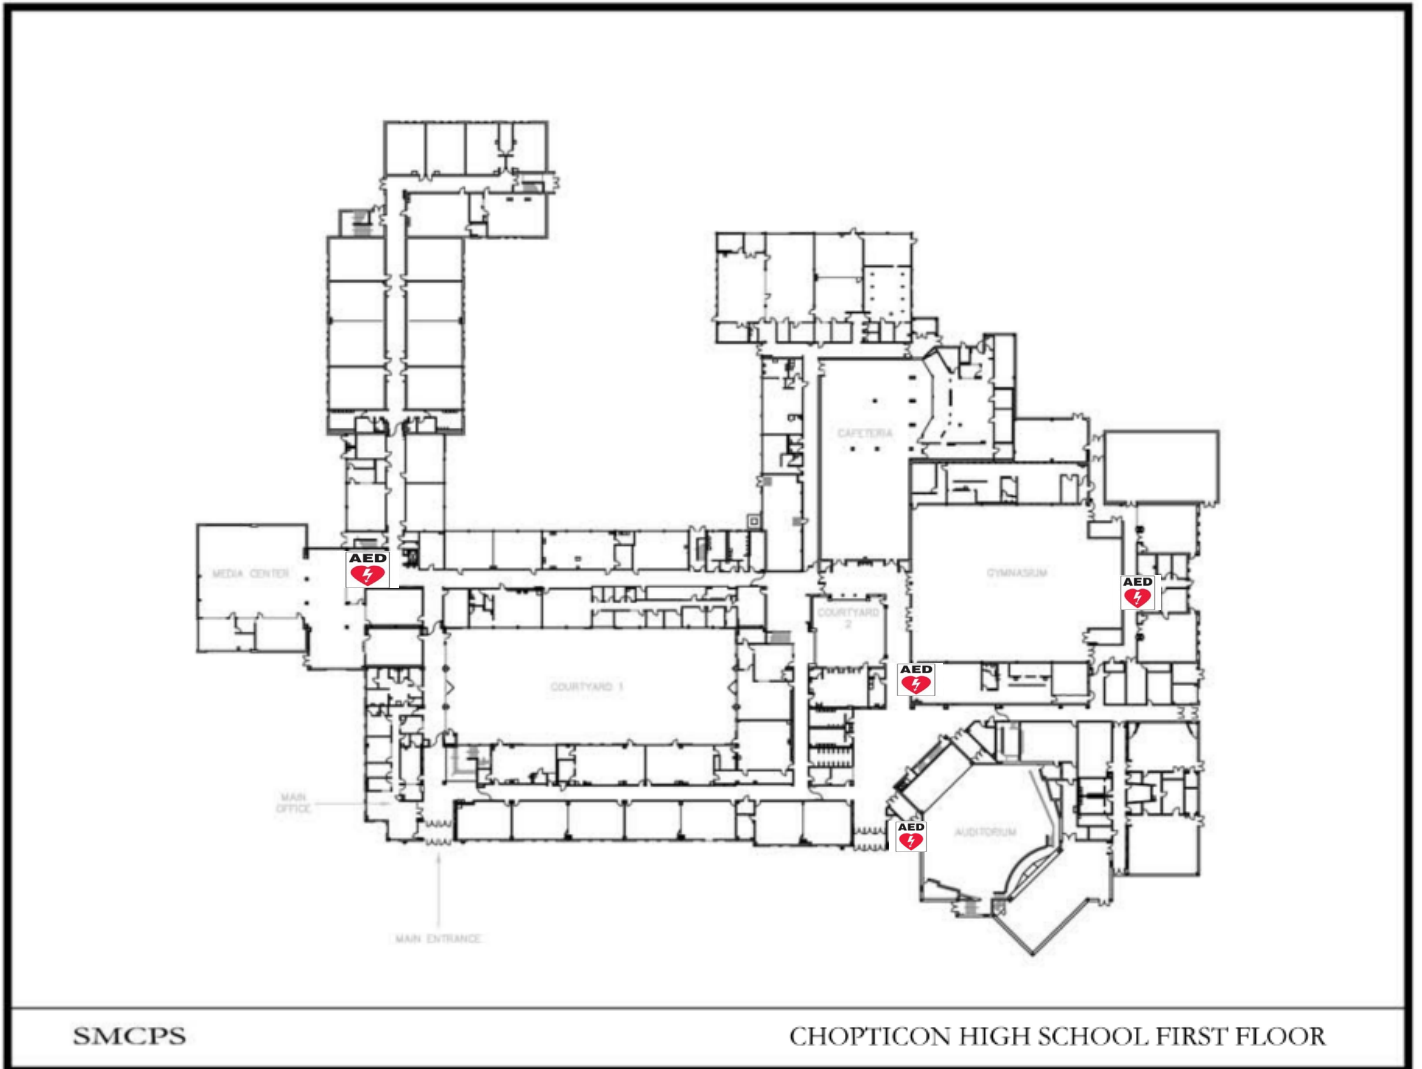 CAFETERIA
AED
MEDIA CENTER
GYMNASIUM
AED
COURTYARD
2
AED
COURTYARD 1
MAIN
OFFICE
AED
AUDITORIUM
MAIN ENTRANCE
SMCPS
CHOPTICON HIGH SCHOOL FIRST FLOOR